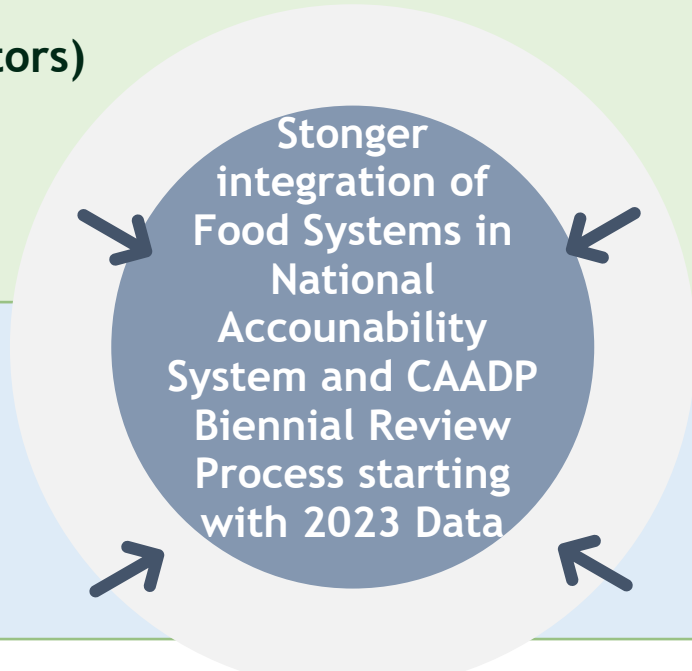 tors)
Stonger
integration of
Food Systems in
National
Accounability
System and CAADP
Biennial Review
Process starting
with 2023 Data